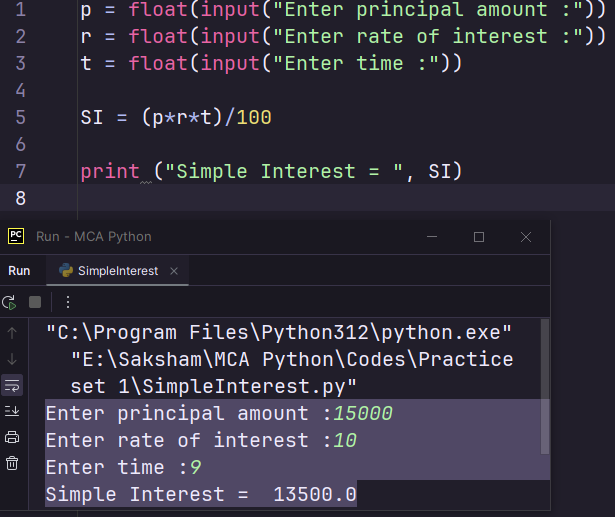 1 p = float(input("Enter principal amount :"))
2 r = float(input("Enter rate of interest :"))
3 t = float(input("Enter time :"))
4
5 SI = (p*r*t)/100
6
7 print ("Simple Interest = ", SI)
8
PC Run - MCA Python
Run SimpleInterest
"C:\Program Files\Python312\python.exe"
"E:\Saksham\MCA Python\Codes\Practice
set 1\SimpleInterest.py"
Enter principal amount :15000
Enter rate of interest :10
Enter time :9
Simple Interest =  13500.0